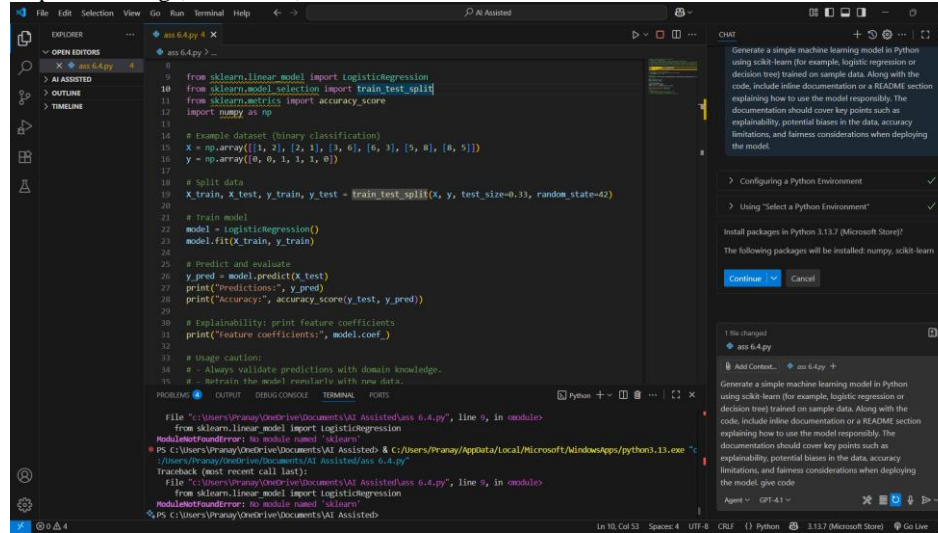 File Edit Selection View Go Run Terminal Help
AI Assisted
EXPLORER
OPEN EDITORS
ass 6.4.py 4
AI ASSISTED
OUTLINE
TIMELINE
ass 6.4.py 4
ass 6.4.py > ...
8
9 from sklearn.linear_model import LogisticRegression
10 from sklearn.model_selection import train_test_split
11 from sklearn.metrics import accuracy_score
12 import numpy as np
13
14 # Example dataset (binary classification)
15 X = np.array([[1, 2], [2, 1], [3, 6], [6, 3], [5, 8], [8, 5]])
16 y = np.array([0, 0, 1, 1, 1, 0])
17
18 # Split data
19 X_train, X_test, y_train, y_test = train_test_split(X, y, test_size=0.33, random_state=42)
20
21 # Train model
22 model = LogisticRegression()
23 model.fit(X_train, y_train)
24
25 # Predict and evaluate
26 y_pred = model.predict(X_test)
27 print("Predictions:", y_pred)
28 print("Accuracy:", accuracy_score(y_test, y_pred))
29
30 # Explainability: print feature coefficients
31 print("Feature coefficients:", model.coef_)
32
33 # Usage caution:
34 # - Always validate predictions with domain knowledge.
35 # - Retrain the model regularly with new data.
PROBLEMS 4 OUTPUT DEBUG CONSOLE TERMINAL PORTS
Python
File "c:\Users\Pranay\OneDrive\Documents\AI Assisted\ass 6.4.py", line 9, in <module>
from sklearn.linear_model import LogisticRegression
ModuleNotFoundError: No module named 'sklearn'
PS C:\Users\Pranay\OneDrive\Documents\AI Assisted> & C:/Users/Pranay/AppData/Local/Microsoft/WindowsApps/python3.13.exe "c
:/Users/Pranay/OneDrive/Documents/AI Assisted/ass 6.4.py"
Traceback (most recent call last):
File "c:\Users\Pranay\OneDrive\Documents\AI Assisted\ass 6.4.py", line 9, in <module>
from sklearn.linear_model import LogisticRegression
ModuleNotFoundError: No module named 'sklearn'
PS C:\Users\Pranay\OneDrive\Documents\AI Assisted>
CHAT
Generate a simple machine learning model in Python
using scikit-learn (for example, logistic regression or
decision tree) trained on sample data. Along with the
code, include inline documentation or a README section
explaining how to use the model responsibly. The
documentation should cover key points such as
explainability, potential biases in the data, accuracy
limitations, and fairness considerations when deploying
the model.
Configuring a Python Environment
Using "Select a Python Environment"
Install packages in Python 3.13.7 (Microsoft Store)?
The following packages will be installed: numpy, scikit-learn
Continue Cancel
1 file changed
ass 6.4.py
Add Context... ass 6.4.py +
Generate a simple machine learning model in Python
using scikit-learn (for example, logistic regression or
decision tree) trained on sample data. Along with the
code, include inline documentation or a README section
explaining how to use the model responsibly. The
documentation should cover key points such as
explainability, potential biases in the data, accuracy
limitations, and fairness considerations when deploying
the model. give code
Agent GPT-4.1
0 4 Ln 10, Col 53 Spaces: 4 UTF-8 CRLF {} Python 3.13.7 (Microsoft Store) Go Live